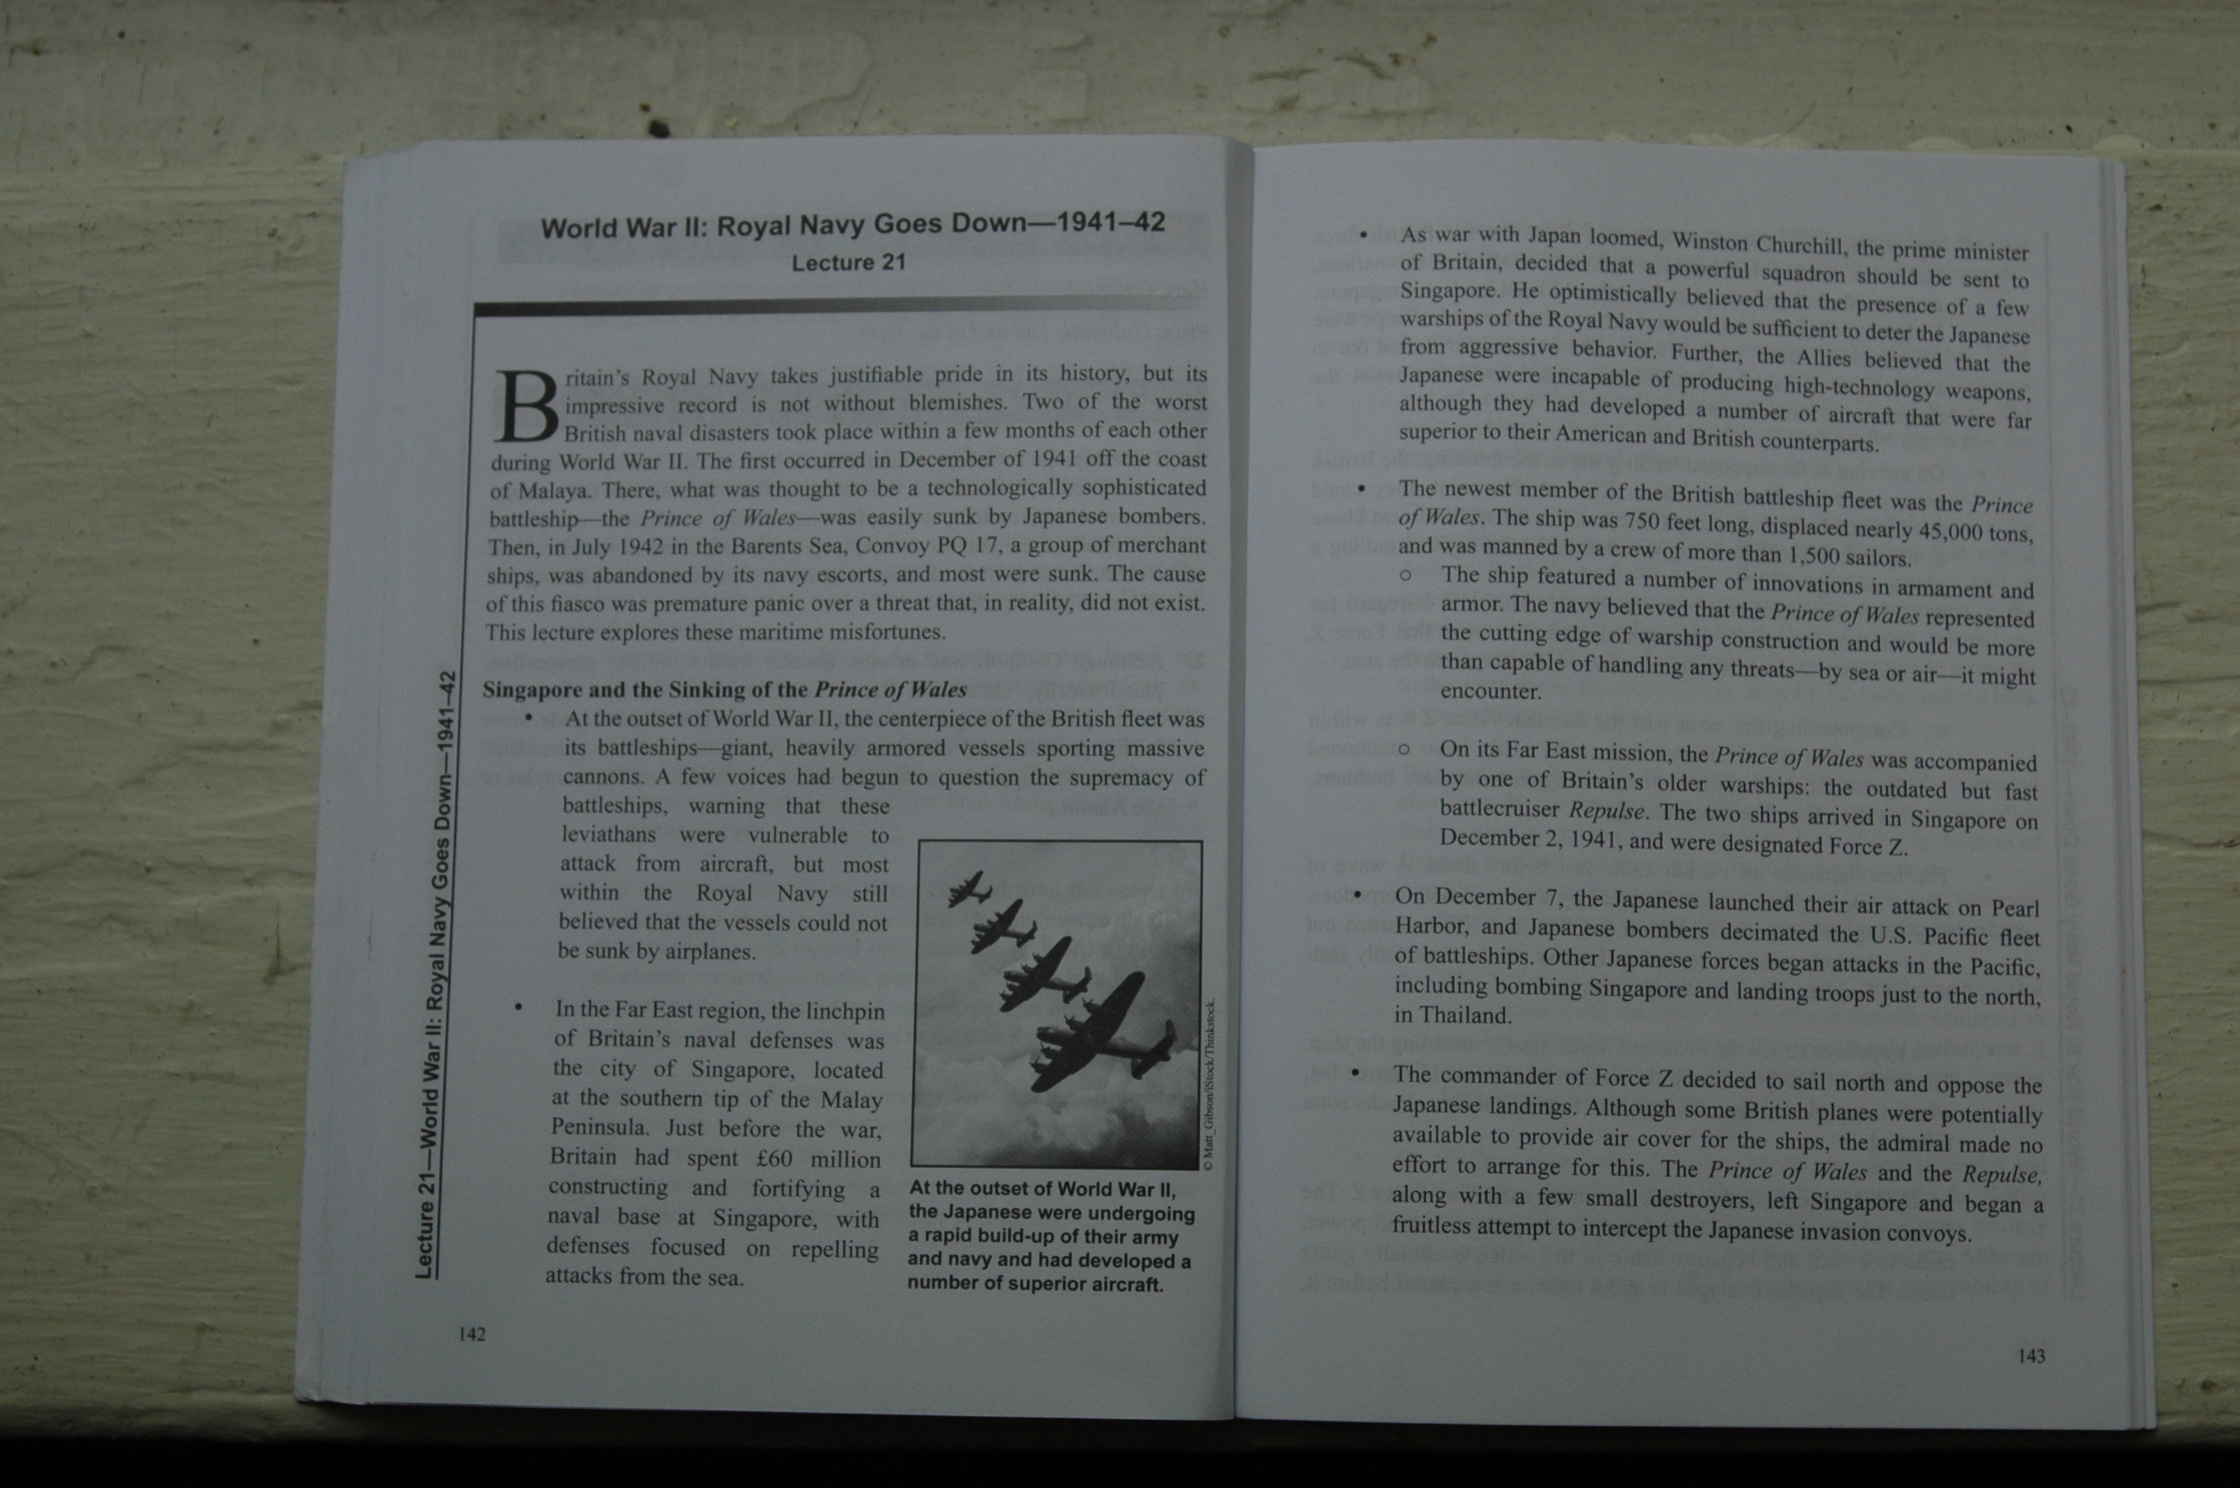 World War II: Royal Navy Goes Down—1941–42
Lecture 21
Britain's Royal Navy takes justifiable pride in its history, but its
impressive record is not without blemishes. Two of the worst
British naval disasters took place within a few months of each other
during World War II. The first occurred in December of 1941 off the coast
of Malaya. There, what was thought to be a technologically sophisticated
battleship—the Prince of Wales—was easily sunk by Japanese bombers.
Then, in July 1942 in the Barents Sea, Convoy PQ 17, a group of merchant
ships, was abandoned by its navy escorts, and most were sunk. The cause
of this fiasco was premature panic over a threat that, in reality, did not exist.
This lecture explores these maritime misfortunes.
Singapore and the Sinking of the Prince of Wales
• At the outset of World War II, the centerpiece of the British fleet was
its battleships—giant, heavily armored vessels sporting massive
cannons. A few voices had begun to question the supremacy of
battleships, warning that these
leviathans were vulnerable to
attack from aircraft, but most
within the Royal Navy still
believed that the vessels could not
be sunk by airplanes.
• In the Far East region, the linchpin
of Britain's naval defenses was
the city of Singapore, located
at the southern tip of the Malay
Peninsula. Just before the war,
Britain had spent £60 million
constructing and fortifying a
naval base at Singapore, with
defenses focused on repelling
attacks from the sea.
© Matt_Gibson/iStock/Thinkstock.
At the outset of World War II,
the Japanese were undergoing
a rapid build-up of their army
and navy and had developed a
number of superior aircraft.
Lecture 21—World War II: Royal Navy Goes Down—1941–42
142
• As war with Japan loomed, Winston Churchill, the prime minister
of Britain, decided that a powerful squadron should be sent to
Singapore. He optimistically believed that the presence of a few
warships of the Royal Navy would be sufficient to deter the Japanese
from aggressive behavior. Further, the Allies believed that the
Japanese were incapable of producing high-technology weapons,
although they had developed a number of aircraft that were far
superior to their American and British counterparts.
• The newest member of the British battleship fleet was the Prince
of Wales. The ship was 750 feet long, displaced nearly 45,000 tons,
and was manned by a crew of more than 1,500 sailors.
○ The ship featured a number of innovations in armament and
armor. The navy believed that the Prince of Wales represented
the cutting edge of warship construction and would be more
than capable of handling any threats—by sea or air—it might
encounter.
○ On its Far East mission, the Prince of Wales was accompanied
by one of Britain's older warships: the outdated but fast
battlecruiser Repulse. The two ships arrived in Singapore on
December 2, 1941, and were designated Force Z.
• On December 7, the Japanese launched their air attack on Pearl
Harbor, and Japanese bombers decimated the U.S. Pacific fleet
of battleships. Other Japanese forces began attacks in the Pacific,
including bombing Singapore and landing troops just to the north,
in Thailand.
• The commander of Force Z decided to sail north and oppose the
Japanese landings. Although some British planes were potentially
available to provide air cover for the ships, the admiral made no
effort to arrange for this. The Prince of Wales and the Repulse,
along with a few small destroyers, left Singapore and began a
fruitless attempt to intercept the Japanese invasion convoys.
143